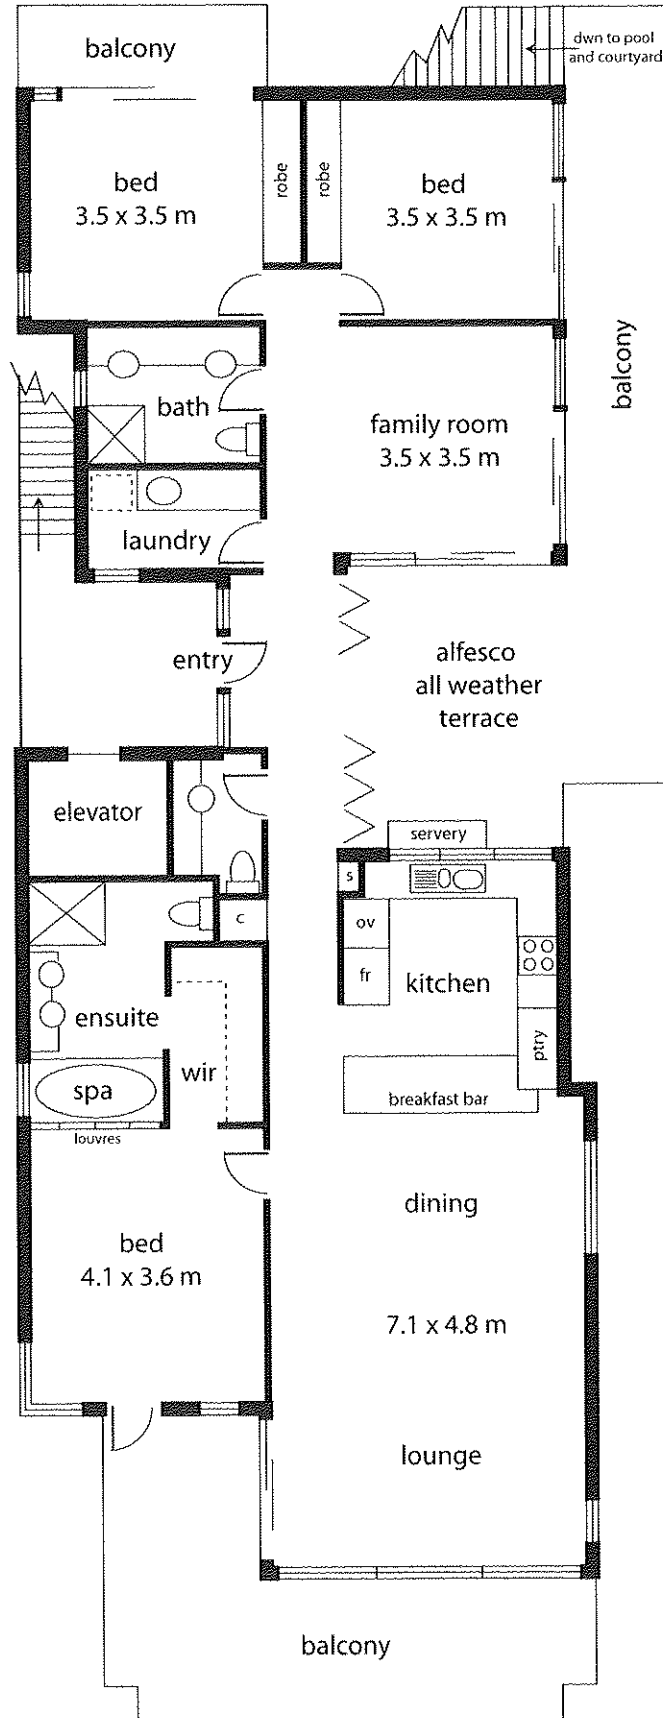 balcony
dwn to pool
and courtyard
bed
3.5 x 3.5 m
robe
robe
bed
3.5 x 3.5 m
balcony
bath
family room
3.5 x 3.5 m
laundry
entry
alfesco
all weather
terrace
elevator
servery
s
c
ov
fr
kitchen
ptry
ensuite
wir
spa
breakfast bar
louvres
dining
bed
4.1 x 3.6 m
7.1 x 4.8 m
lounge
balcony